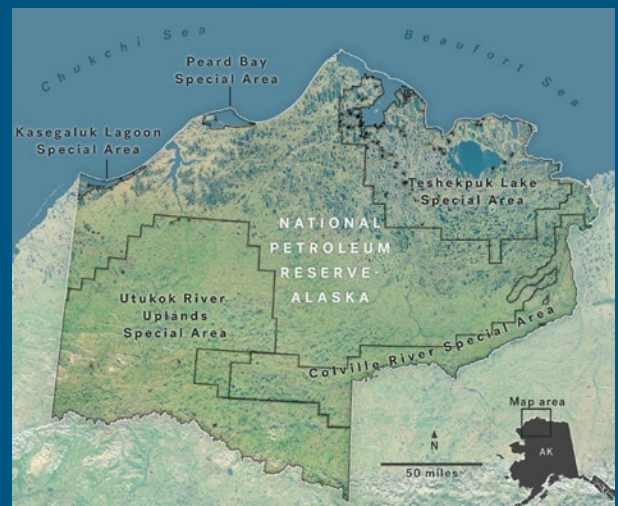 Chukchi Sea
Beaufort Sea
Peard Bay
Special Area
Kasegaluk Lagoon
Special Area
Teshekpuk Lake
Special Area
NATIONAL
PETROLEUM
RESERVE-
ALASKA
Utukok River
Uplands
Special Area
Colville River Special Area
Map area
N
AK
50 miles